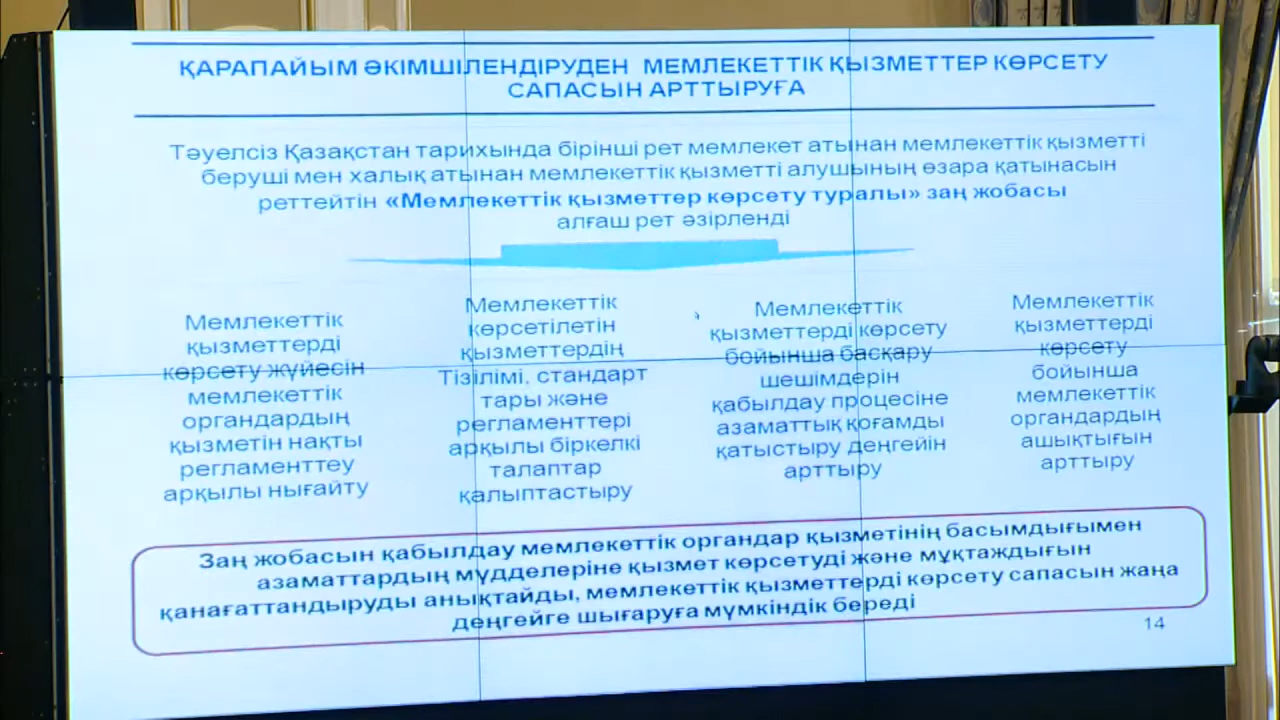 ҚАРАПАЙЫМ ӘКІМШІЛЕНДІРУДЕН МЕМЛЕКЕТТІК ҚЫЗМЕТТЕР КӨРСЕТУ
САПАСЫН АРТТЫРУҒА
Тәуелсіз Қазақстан тарихында бірінші рет мемлекет атынан мемлекеттік қызметті
беруші мен халық атынан мемлекеттік қызметті алушының өзара қатынасын
реттейтін «Мемлекеттік қызметтер көрсету туралы» заң жобасы
алғаш рет әзірленді
Мемлекеттік
қызметтерді
көрсету жүйесін
мемлекеттік
органдардың
қызметін нақты
регламенттеу
арқылы нығайту
Мемлекеттік
көрсетілетін
қызметтердің
Тізілімі, стандарт
тары және
регламенттері
арқылы біркелкі
талаптар
қалыптастыру
Мемлекеттік
қызметтерді көрсету
бойынша басқару
шешімдерін
қабылдау процесіне
азаматтық қоғамды
қатыстыру деңгейін
арттыру
Мемлекеттік
қызметтерді
көрсету
бойынша
мемлекеттік
органдардың
ашықтығын
арттыру
Заң жобасын қабылдау мемлекеттік органдар қызметінің басымдығымен
азаматтардың мүдделеріне қызмет көрсетуді және мұқтаждығын
қанағаттандыруды анықтайды, мемлекеттік қызметтерді көрсету сапасын жаңа
деңгейге шығаруға мүмкіндік береді
14